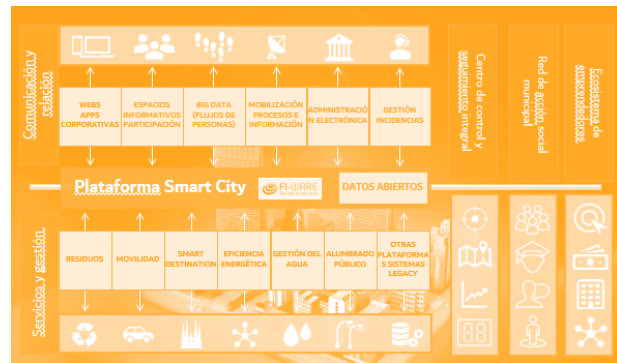 Comunicación y
relación
WEBS
APPS
CORPORATIVAS
ESPACIOS
INFORMATIVOS
PARTICIPACIÓN
BIG DATA
(FLUJOS DE
PERSONAS)
MOBILIZACIÓN
PROCESOS E
INFORMACIÓN
ADMINISTRACIÓ
N ELECTRÓNICA
GESTIÓN
INCIDENCIAS
Centro de control y
seguimiento integral
Red de acción social
municipal
Ecosistema de
emprendedores
Plataforma Smart City
FI-WARE
DATOS ABIERTOS
Servicios y gestión
RESIDUOS
MOVILIDAD
SMART
DESTINATION
EFICIENCIA
ENERGÉTICA
GESTIÓN DEL
AGUA
ALUMBRADO
PÚBLICO
OTRAS
PLATAFORMA
S SISTEMAS
LEGACY